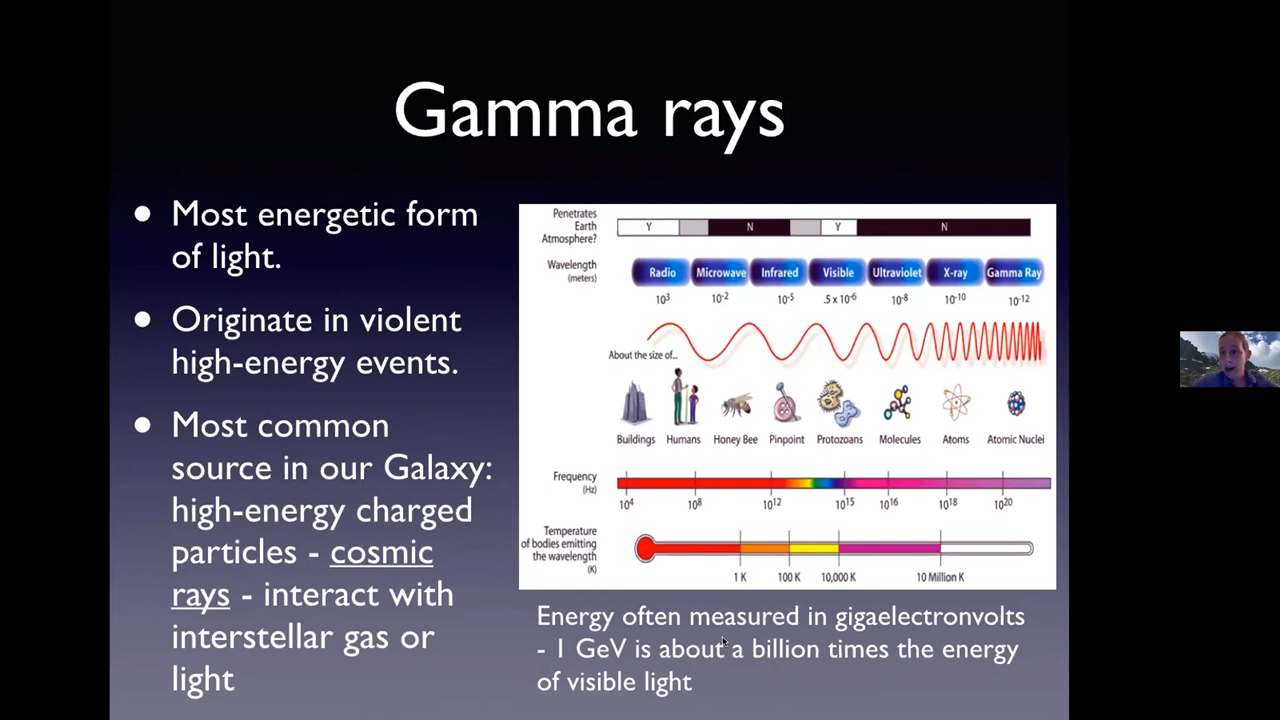 Gamma rays
• Most energetic form
of light.
• Originate in violent
high-energy events.
• Most common
source in our Galaxy:
high-energy charged
particles - cosmic
rays - interact with
interstellar gas or
light
Penetrates
Earth
Atmosphere?
Y N Y N
Wavelength
(meters)
Radio Microwave Infrared Visible Ultraviolet X-ray Gamma Ray
10³ 10⁻² 10⁻⁵ .5 x 10⁻⁶ 10⁻⁸ 10⁻¹⁰ 10⁻¹²
About the size of...
Buildings Humans Honey Bee Pinpoint Protozoans Molecules Atoms Atomic Nuclei
Frequency
(Hz)
10⁴ 10⁸ 10¹² 10¹⁵ 10¹⁶ 10¹⁸ 10²⁰
Temperature
of bodies emitting
the wavelength
(K)
1 K 100 K 10,000 K 10 Million K
Energy often measured in gigaelectronvolts
- 1 GeV is about a billion times the energy
of visible light